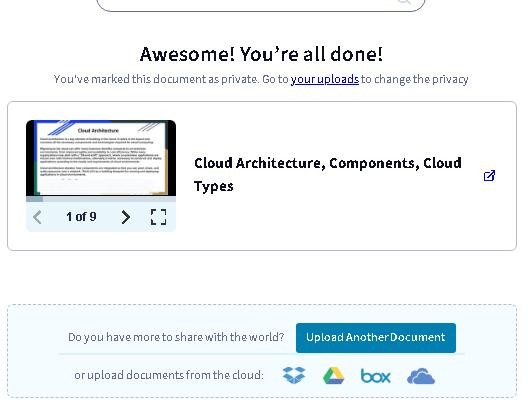 Awesome! You're all done!
You've marked this document as private. Go to your uploads to change the privacy
Cloud Architecture
Cloud Architecture, Components, Cloud
Types
1 of 9
Do you have more to share with the world?
Upload Another Document
or upload documents from the cloud:
box